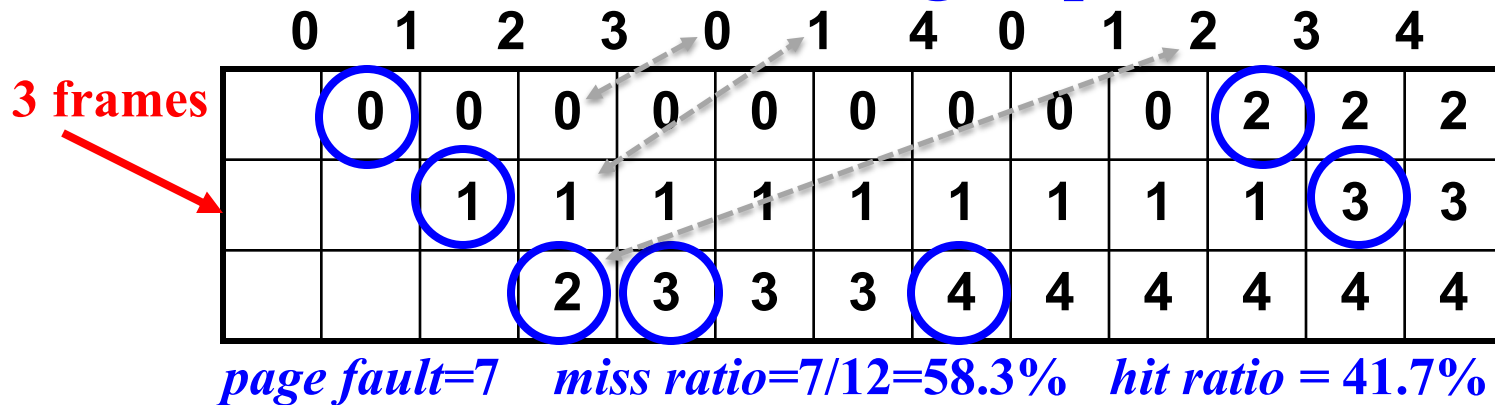 0 1 2 3 0 1 4 0 1 2 3 4
3 frames
0 0 0 0 0 0 0 0 0 2 2 2
1 1 1 1 1 1 1 1 1 3 3
2 3 3 3 4 4 4 4 4 4
page fault=7 miss ratio=7/12=58.3% hit ratio = 41.7%